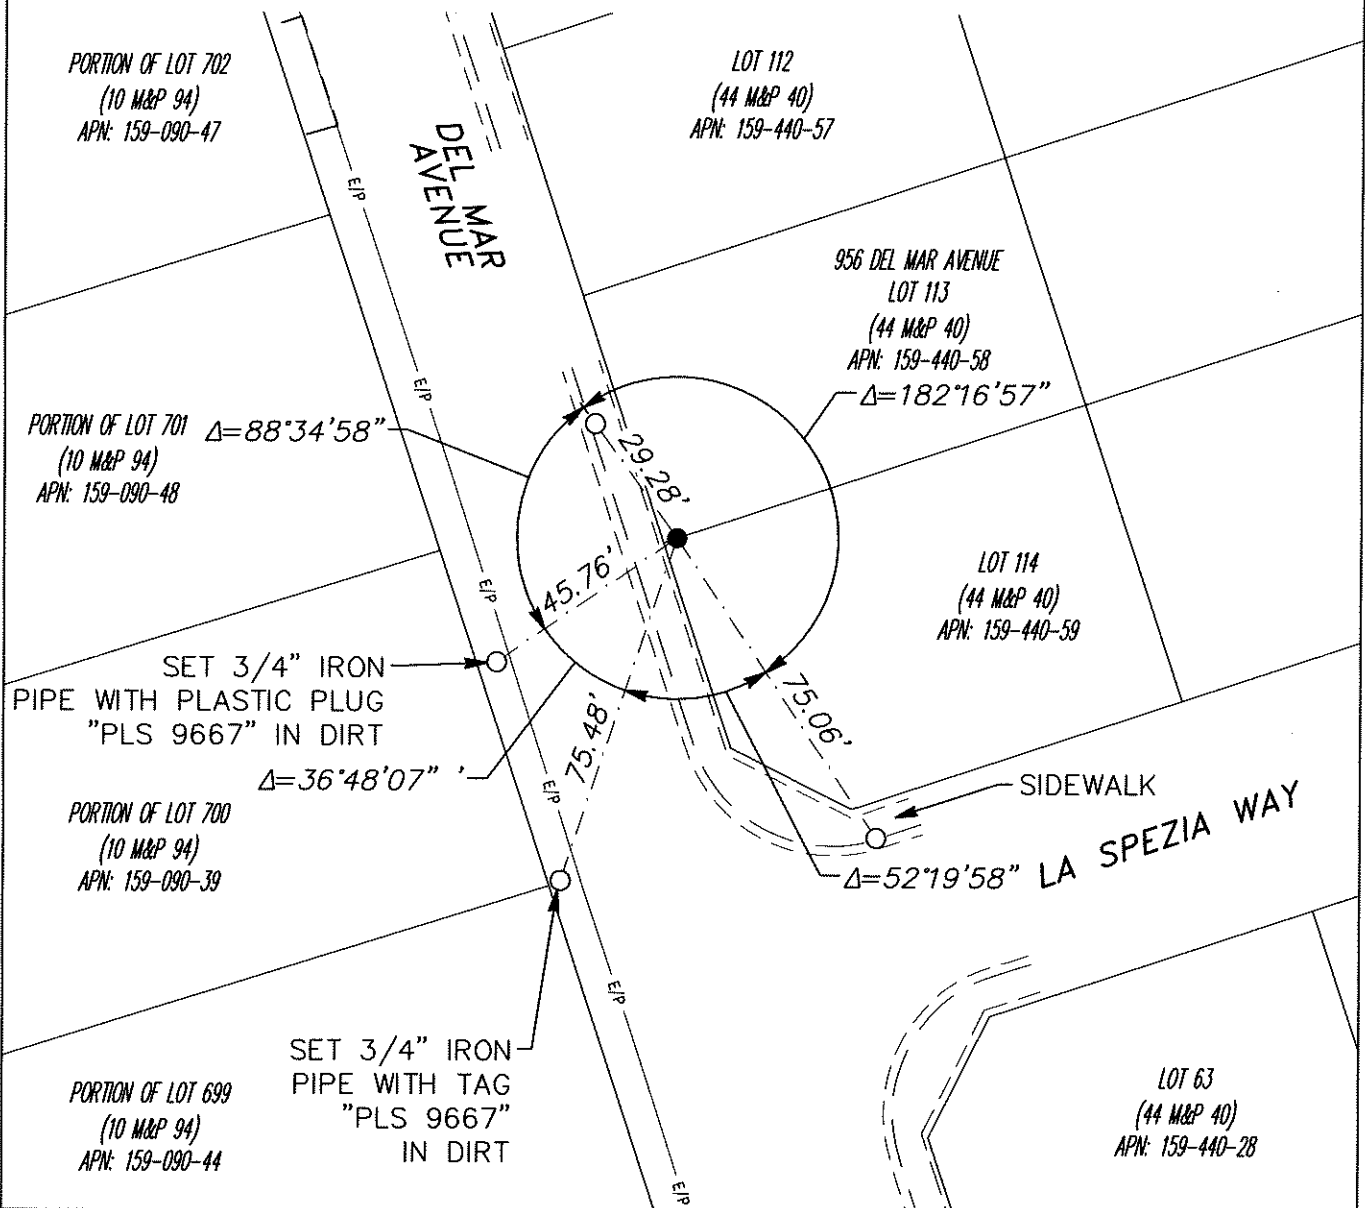 PORTION OF LOT 702
(10 M&P 94)
APN: 159-090-47
LOT 112
(44 M&P 40)
APN: 159-440-57
DEL MAR
AVENUE
E/P
956 DEL MAR AVENUE
LOT 113
(44 M&P 40)
APN: 159-440-58
Δ=182°16'57"
E/P
PORTION OF LOT 701
(10 M&P 94)
APN: 159-090-48
Δ=88°34'58"
29.28'
45.76'
E/P
LOT 114
(44 M&P 40)
APN: 159-440-59
SET 3/4" IRON
PIPE WITH PLASTIC PLUG
"PLS 9667" IN DIRT
75.48'
75.06'
Δ=36°48'07" '
E/P
SIDEWALK
PORTION OF LOT 700
(10 M&P 94)
APN: 159-090-39
Δ=52°19'58"
LA SPEZIA WAY
E/P
SET 3/4" IRON
PIPE WITH TAG
"PLS 9667"
IN DIRT
PORTION OF LOT 699
(10 M&P 94)
APN: 159-090-44
LOT 63
(44 M&P 40)
APN: 159-440-28
E/P